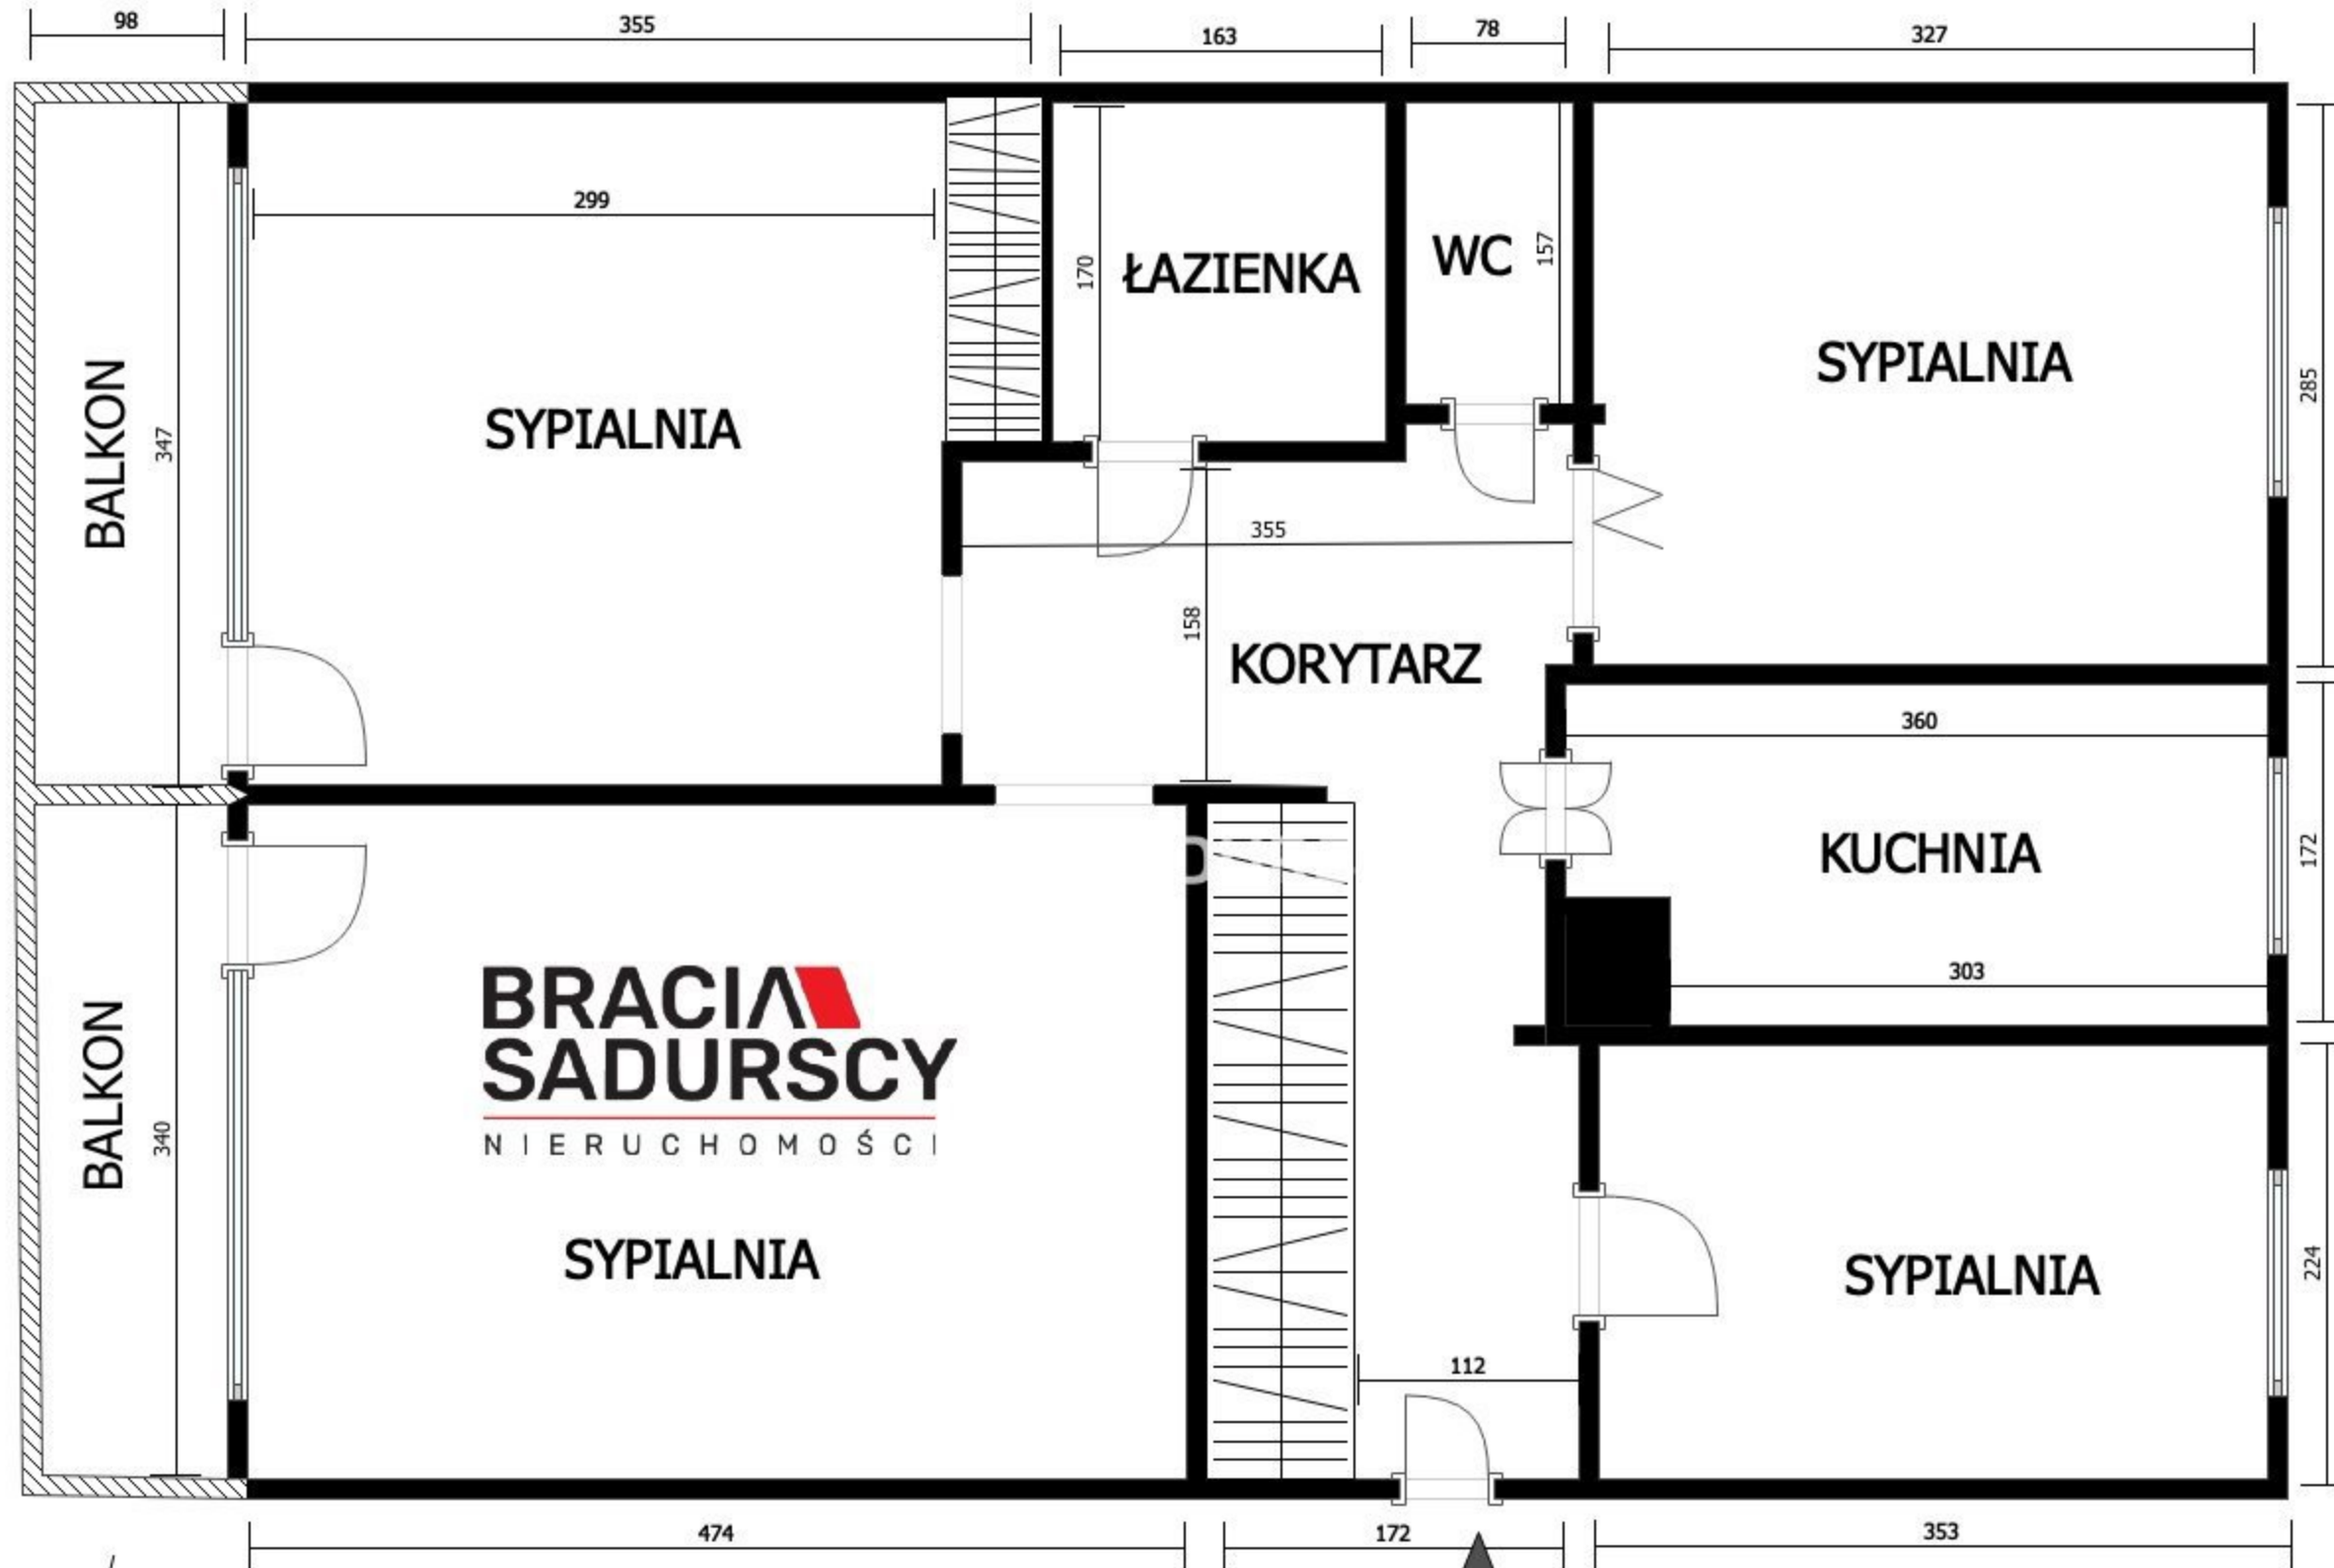 98
355
163
78
327
299
170
ŁAZIENKA
WC
157
SYPIALNIA
285
BALKON
347
SYPIALNIA
355
158
KORYTARZ
360
KUCHNIA
172
303
BRACIA
SADURSCY
NIERUCHOMOŚCI
BALKON
340
SYPIALNIA
SYPIALNIA
224
112
474
172
353